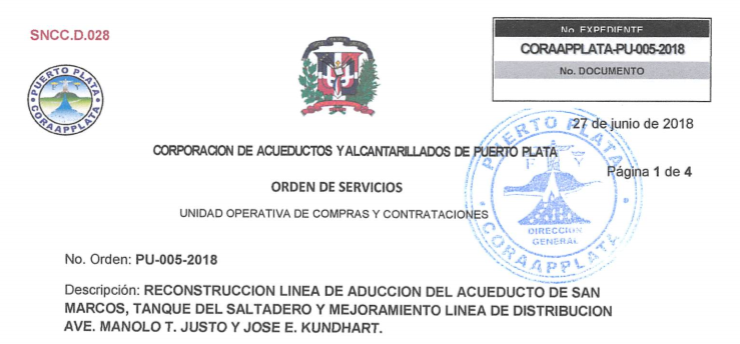 SNCC.D.028
No. EXPEDIENTE
CORAAPPLATA-PU-005-2018
No. DOCUMENTO
PUERTO PLATA
CORAAPPLATA
27 de junio de 2018
CORPORACION DE ACUEDUCTOS Y ALCANTARILLADOS DE PUERTO PLATA
Página 1 de 4
ORDEN DE SERVICIOS
UNIDAD OPERATIVA DE COMPRAS Y CONTRATACIONES
PUERTO PLATA
DIRECCION
GENERAL
CORAAPPLATA
No. Orden: PU-005-2018
Descripción: RECONSTRUCCION LINEA DE ADUCCION DEL ACUEDUCTO DE SAN
MARCOS, TANQUE DEL SALTADERO Y MEJORAMIENTO LINEA DE DISTRIBUCION
AVE. MANOLO T. JUSTO Y JOSE E. KUNDHART.